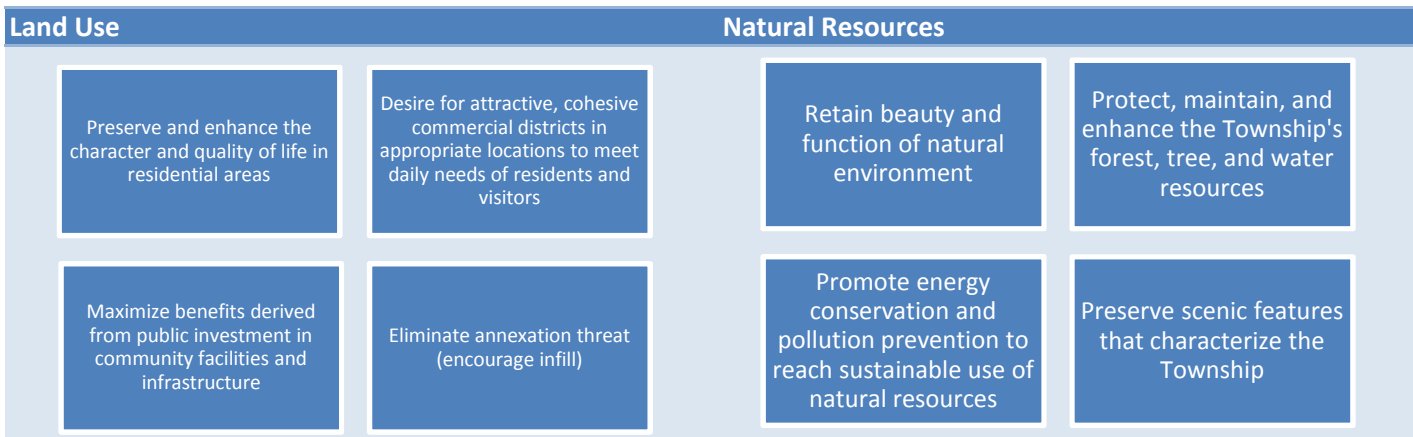 Land Use
Natural Resources
Preserve and enhance the
character and quality of life in
residential areas
Desire for attractive, cohesive
commercial districts in
appropriate locations to meet
daily needs of residents and
visitors
Retain beauty and
function of natural
environment
Protect, maintain, and
enhance the Township's
forest, tree, and water
resources
Maximize benefits derived
from public investment in
community facilities and
infrastructure
Eliminate annexation threat
(encourage infill)
Promote energy
conservation and
pollution prevention to
reach sustainable use of
natural resources
Preserve scenic features
that characterize the
Township